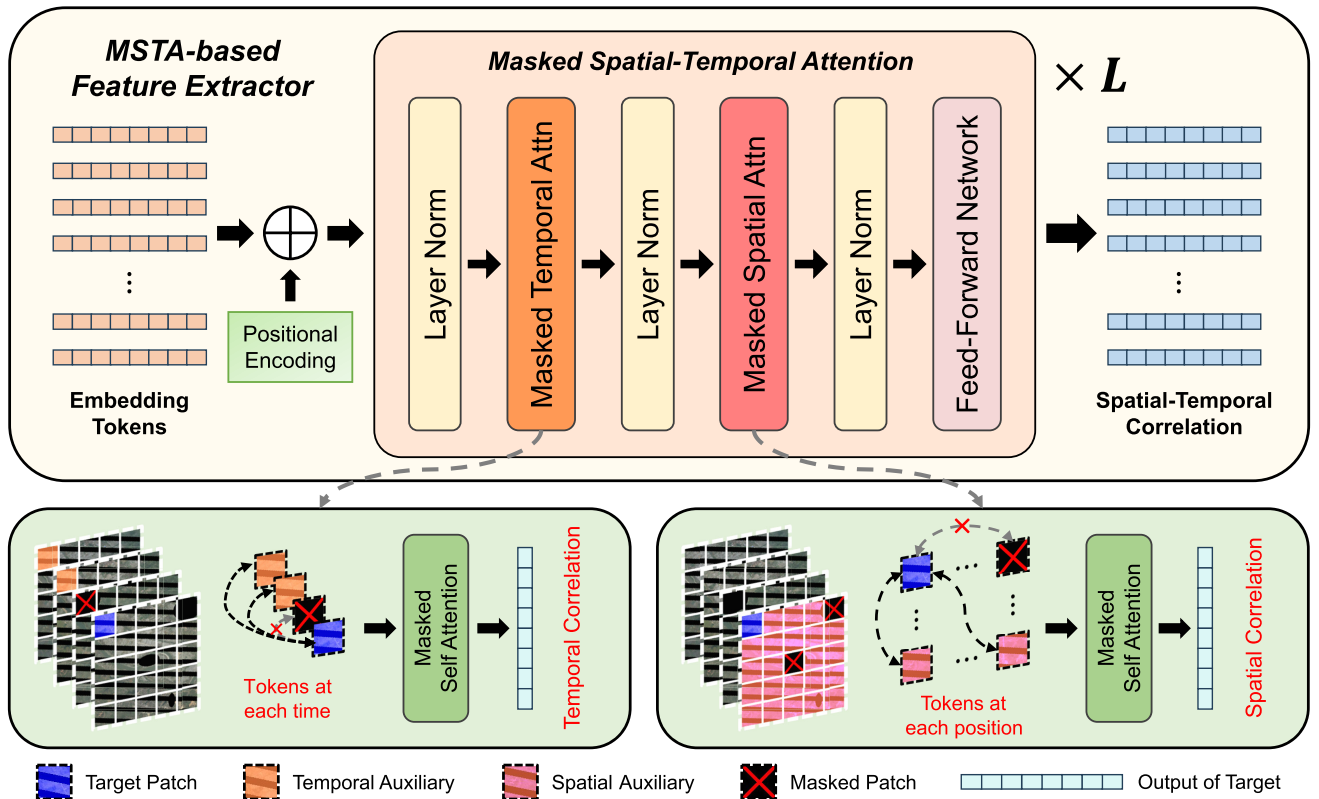 MSTA-based
Feature Extractor
Masked Spatial-Temporal Attention
× L
Layer Norm
Masked Temporal Attn
Layer Norm
Masked Spatial Attn
Layer Norm
Feed-Forward Network
Positional
Encoding
Embedding
Tokens
Spatial-Temporal
Correlation
Tokens at
each time
Masked
Self Attention
Temporal Correlation
Tokens at
each position
Masked
Self Attention
Spatial Correlation
Target Patch
Temporal Auxiliary
Spatial Auxiliary
Masked Patch
Output of Target